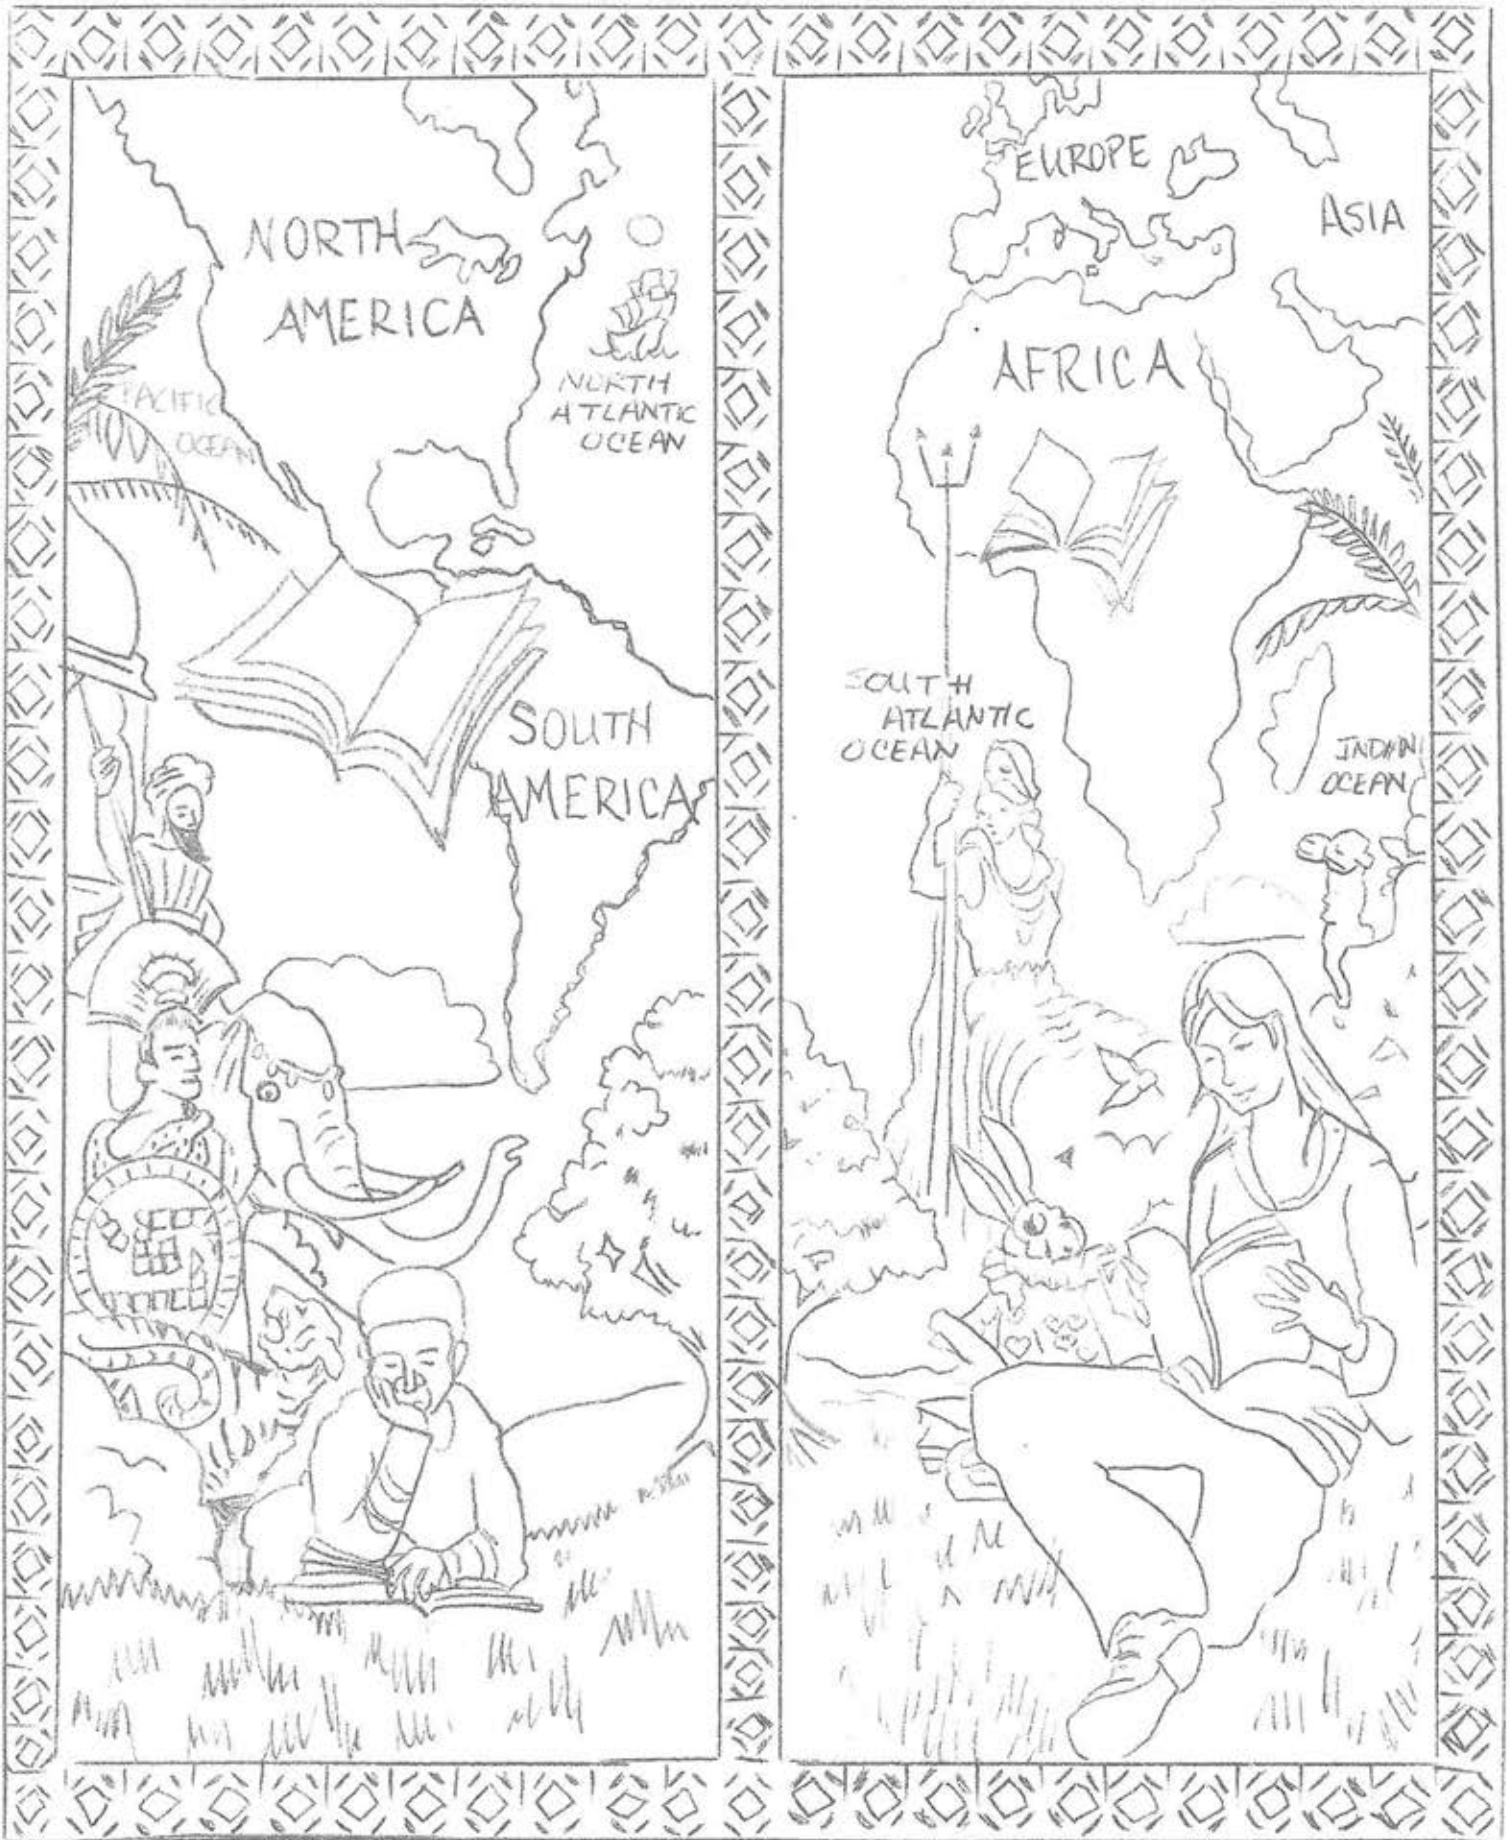 NORTH
AMERICA
PACIFIC
OCEAN
NORTH
ATLANTIC
OCEAN
SOUTH
AMERICA
EUROPE
ASIA
AFRICA
SOUTH
ATLANTIC
OCEAN
INDIAN
OCEAN